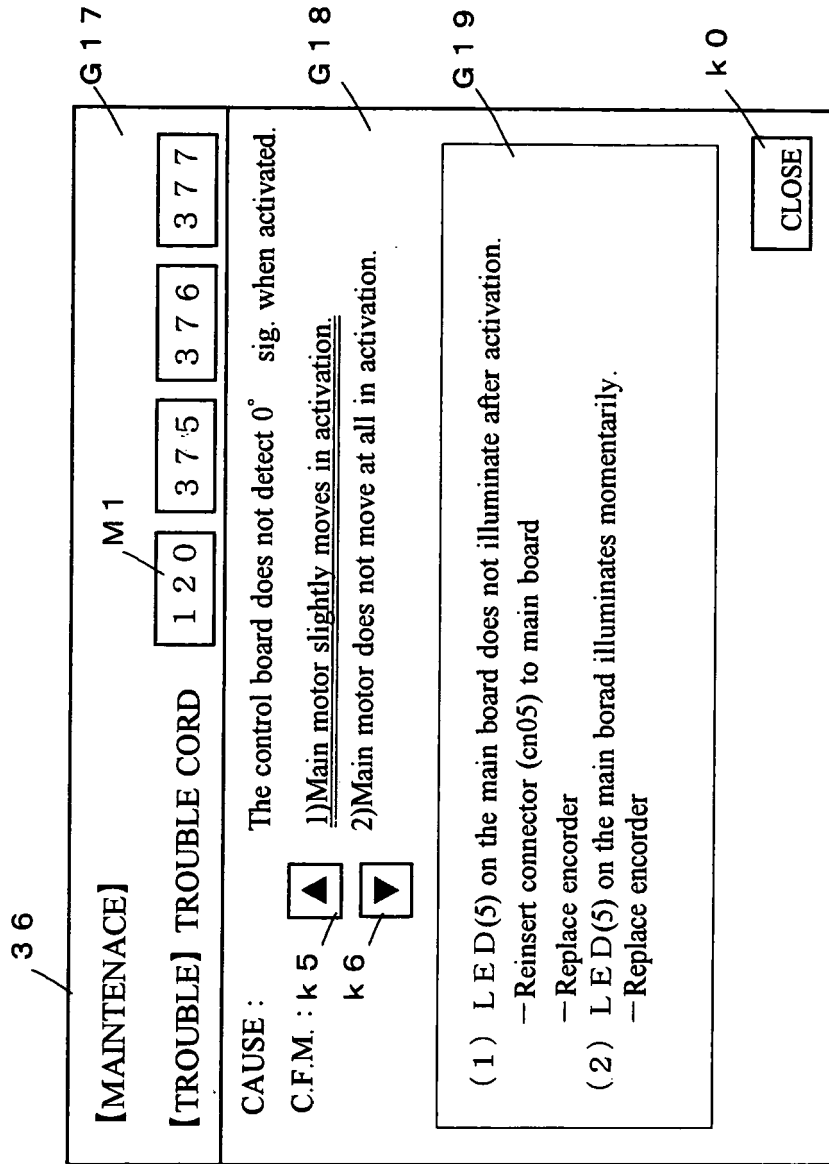 36
[MAINTENACE]
G17
M1
[TROUBLE] TROUBLE CORD 120 375 376 377
CAUSE : The control board does not detect 0° sig. when activated.
G18
C.F.M. : k5 ▲ 1)Main motor slightly moves in activation.
k6 ▼ 2)Main motor does not move at all in activation.
G19
(1) LED(5) on the main board does not illuminate after activation.
—Reinsert connector (cn05) to main board
—Replace encorder
(2) LED(5) on the main borad illuminates momentarily.
—Replace encorder
k0
CLOSE